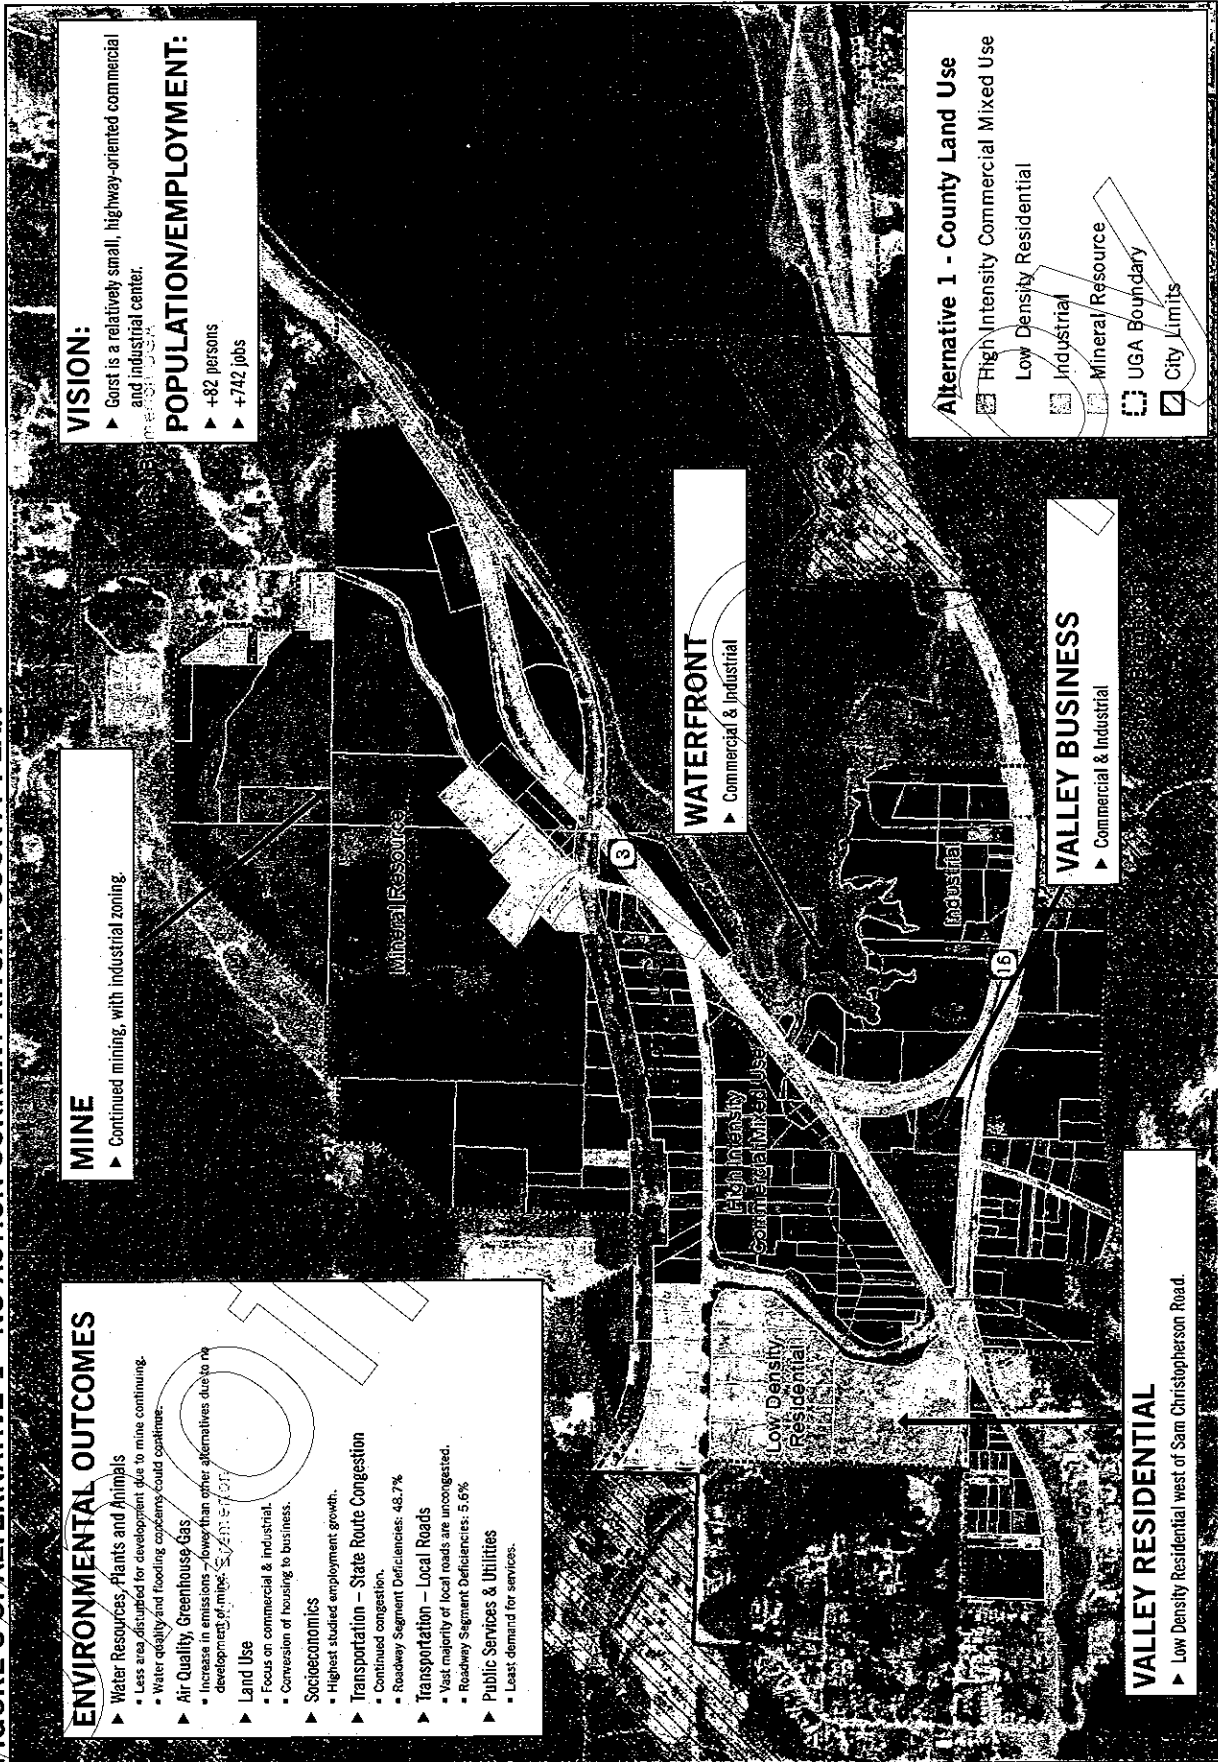 ENVIRONMENTAL OUTCOMES
▶ Water Resources, Plants and Animals
• Less area disturbed for development due to mine continuing.
• Water quality and flooding concerns could continue.
▶ Air Quality, Greenhouse Gas
• Increase in emissions – lower than other alternatives due to no
development of mine.
▶ Land Use
• Focus on commercial & industrial.
• Conversion of housing to business.
▶ Socioeconomics
• Highest studied employment growth.
▶ Transportation – State Route Congestion
• Continued congestion.
• Roadway Segment Deficiencies: 48.7%
▶ Transportation – Local Roads
• Vast majority of local roads are uncongested.
• Roadway Segment Deficiencies: 5.6%
▶ Public Services & Utilities
• Least demand for services.
MINE
▶ Continued mining, with industrial zoning.
VISION:
▶ Gorst is a relatively small, highway-oriented commercial
and industrial center.
POPULATION/EMPLOYMENT:
▶ +82 persons
▶ +742 jobs
Mineral Resource
3
WATERFRONT
▶ Commercial & Industrial
High Intensity
Commercial Mixed Use
Low Density
Residential
Industrial
16
VALLEY BUSINESS
▶ Commercial & Industrial
VALLEY RESIDENTIAL
▶ Low Density Residential west of Sam Christopherson Road.
Alternative 1 - County Land Use
High Intensity Commercial Mixed Use
Low Density Residential
Industrial
Mineral Resource
UGA Boundary
City Limits